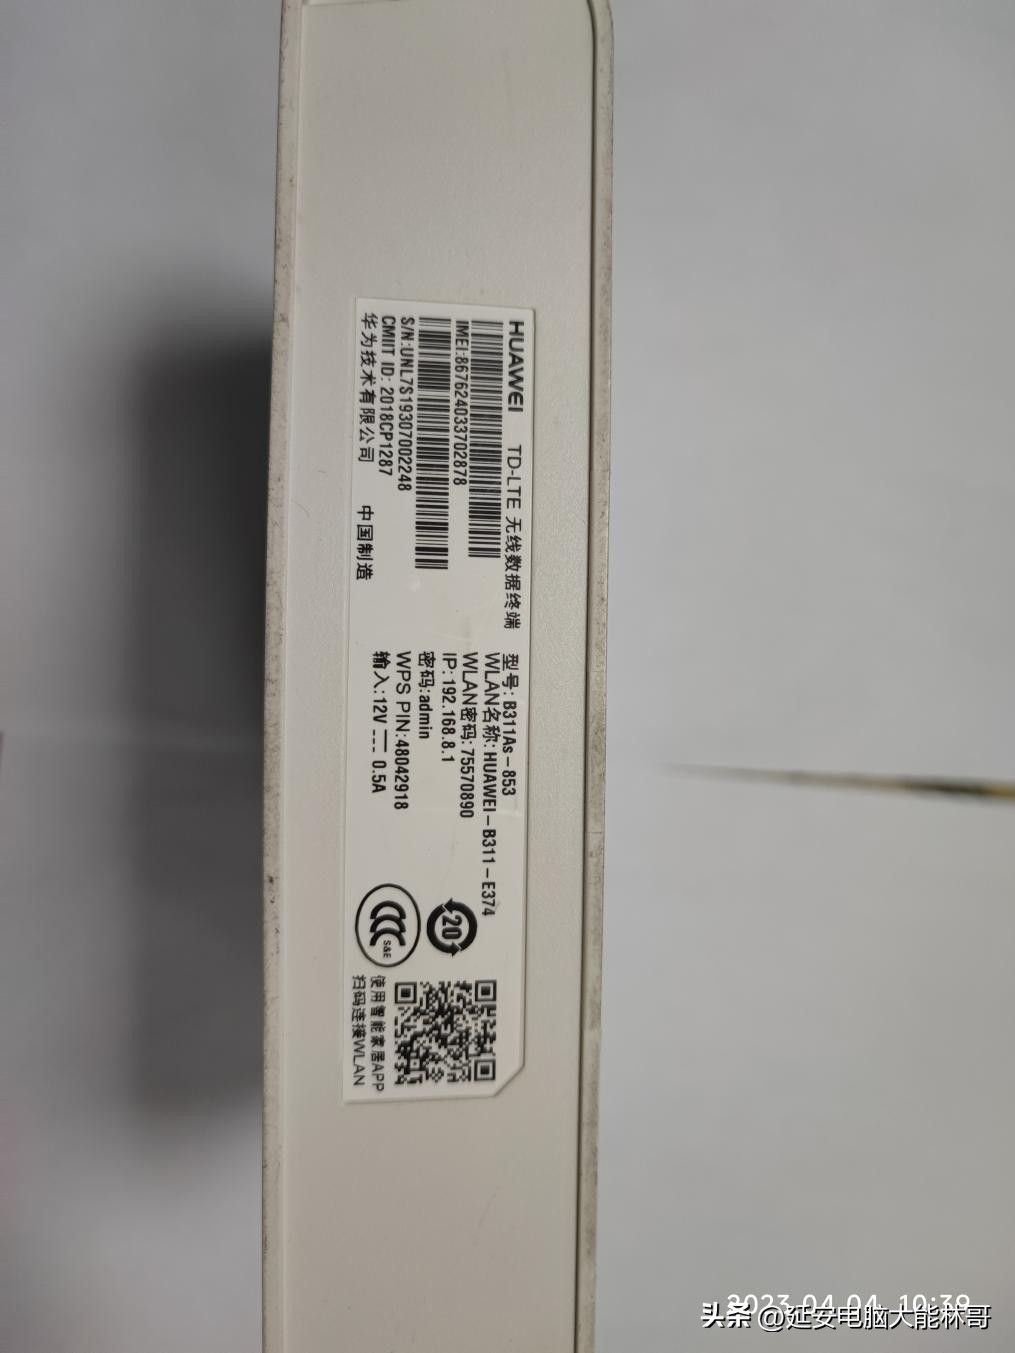 HUAWEI TD-LTE 无线数据终端
IMEI:867624033702878
S/N:UNL7S19307002248
CMIIT ID: 2018CP1287
华为技术有限公司 中国制造
型号: B311As-853
WLAN名称: HUAWEI-B311-E374
WLAN密码: 75570890
IP: 192.168.8.1
密码:admin
WPS PIN:48042918
输入:12V 0.5A
20
S&E
使用智能家居APP
扫码连接WLAN
2023.04.04 10:39
头条 @延安电脑大能林哥